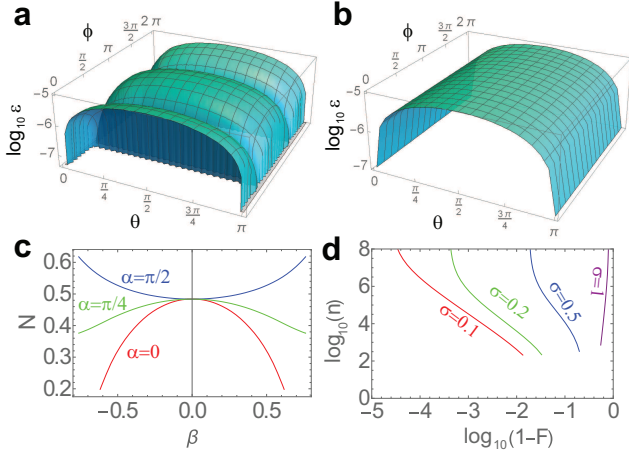 a
b
ϕ
0
π/2
π
3π/2
2π
-5
-6
-7
log₁₀ ε
0
π/4
π/2
3π/4
π
θ
ϕ
0
π/2
π
3π/2
2π
-5
-6
-7
log₁₀ ε
0
π/4
π/2
3π/4
π
θ
c
0.6
0.5
0.4
0.3
0.2
N
α=π/2
α=π/4
α=0
-0.5
0.0
0.5
β
d
8
6
4
2
0
log₁₀(n)
σ=0.1
σ=0.2
σ=0.5
σ=1
-5
-4
-3
-2
-1
0
log₁₀(1-F)